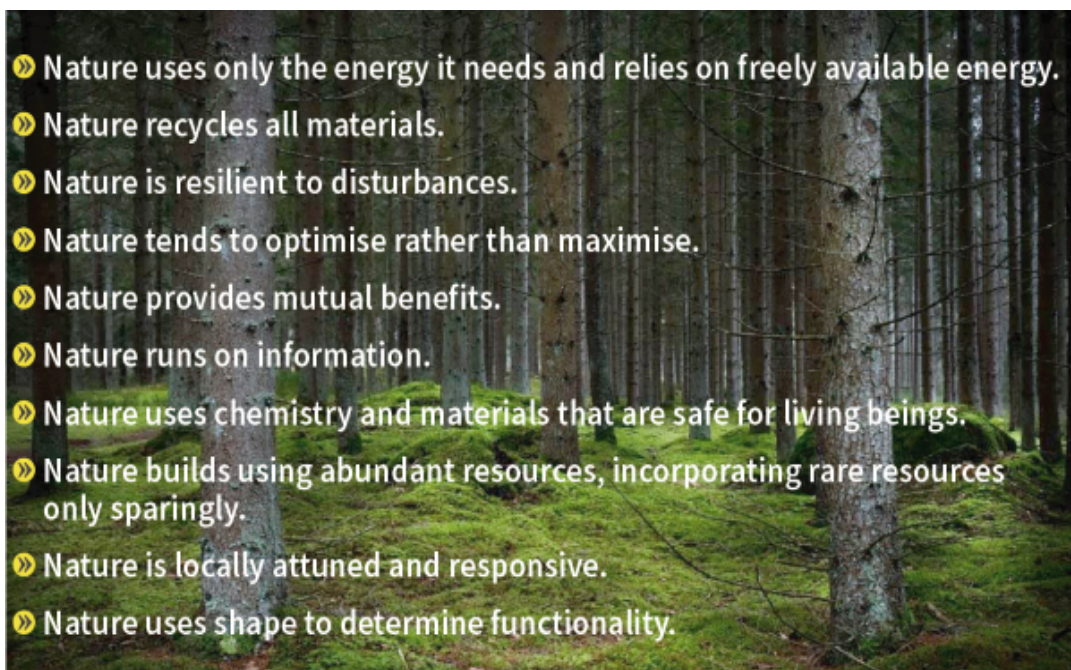 Nature uses only the energy it needs and relies on freely available energy.
Nature recycles all materials.
Nature is resilient to disturbances.
Nature tends to optimise rather than maximise.
Nature provides mutual benefits.
Nature runs on information.
Nature uses chemistry and materials that are safe for living beings.
Nature builds using abundant resources, incorporating rare resources
only sparingly.
Nature is locally attuned and responsive.
Nature uses shape to determine functionality.